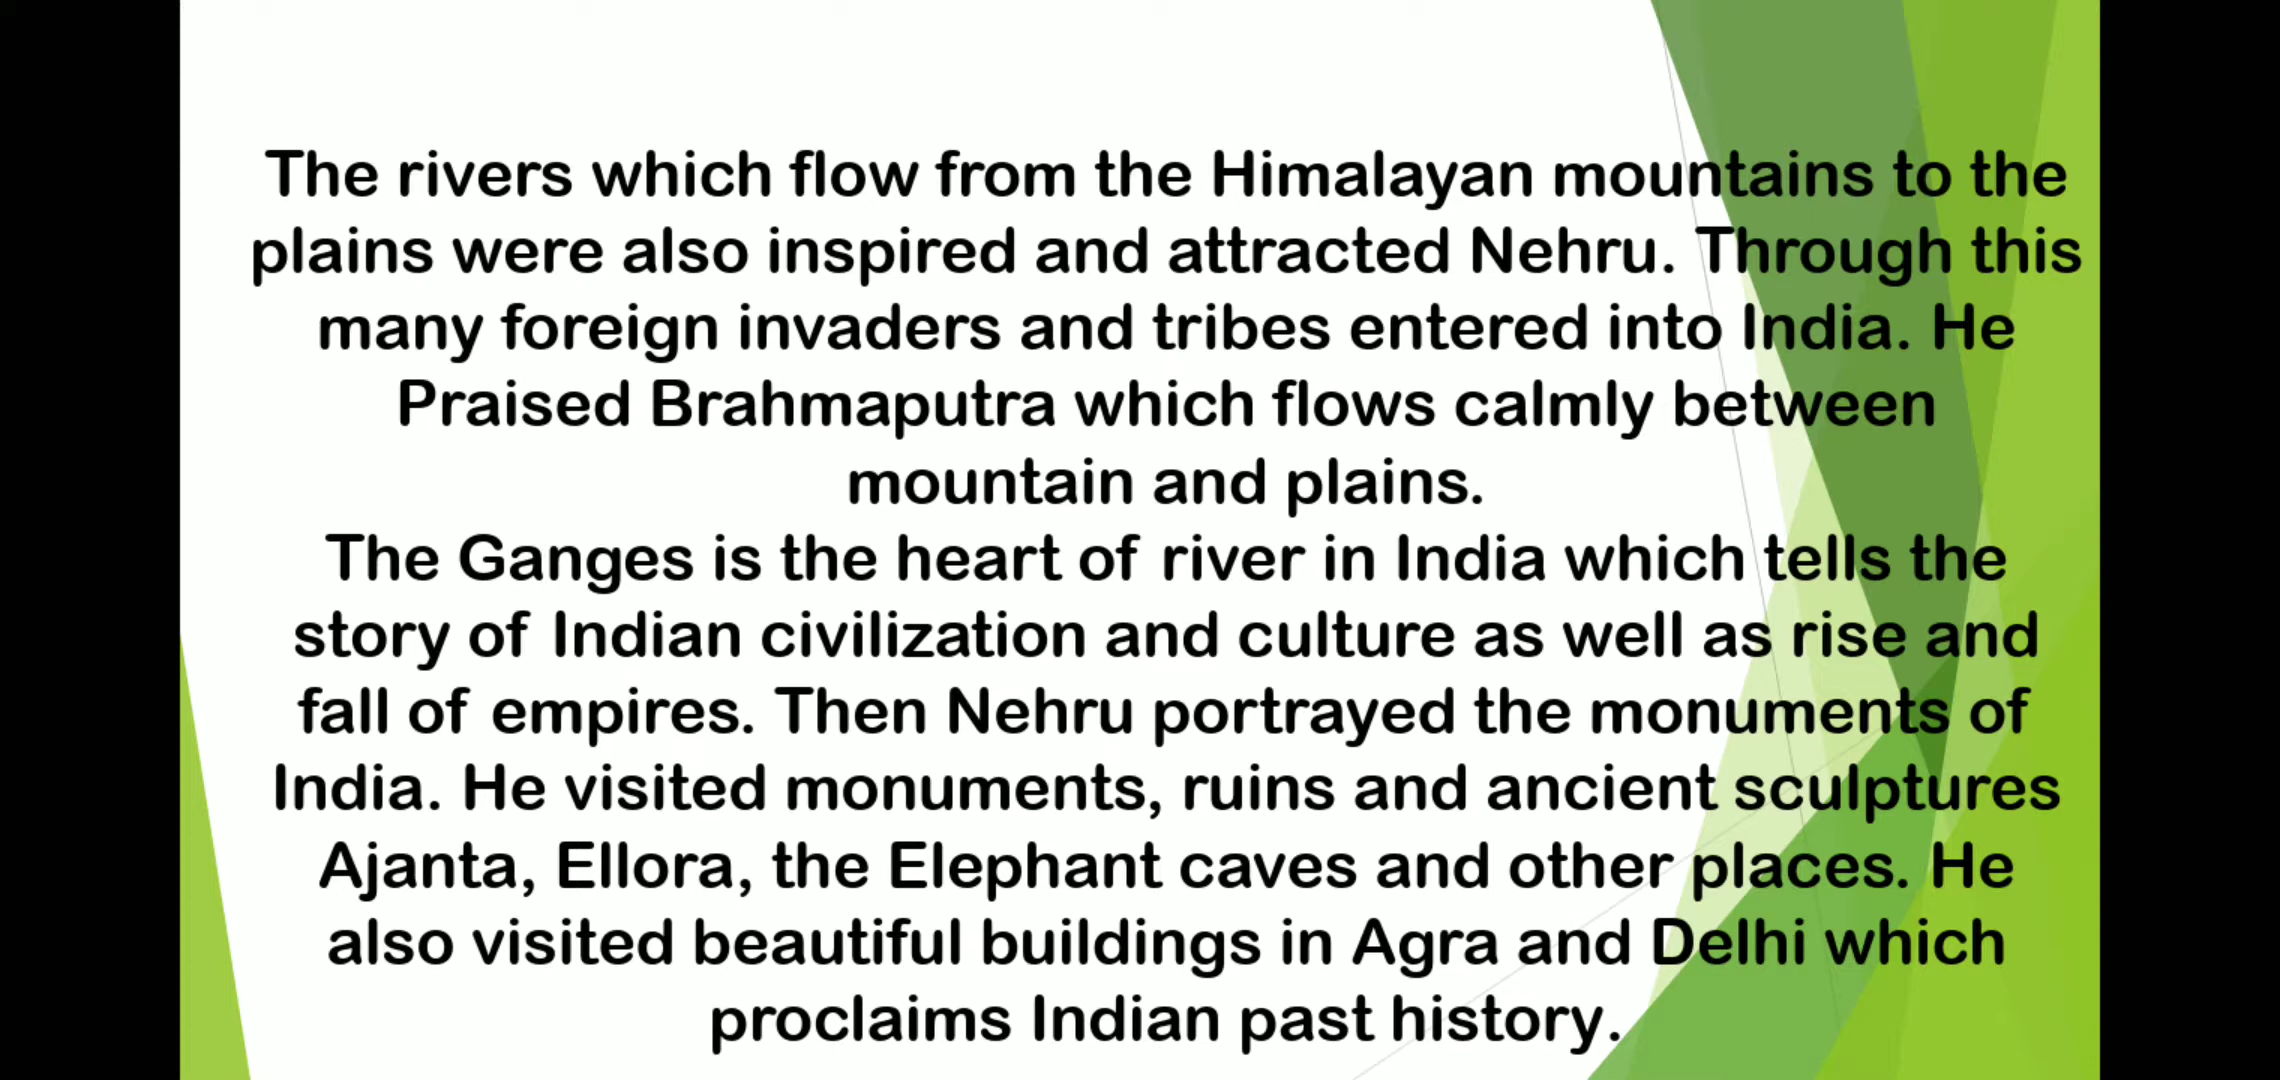 The rivers which flow from the Himalayan mountains to the
plains were also inspired and attracted Nehru. Through this
many foreign invaders and tribes entered into India. He
Praised Brahmaputra which flows calmly between
mountain and plains.
The Ganges is the heart of river in India which tells the
story of Indian civilization and culture as well as rise and
fall of empires. Then Nehru portrayed the monuments of
India. He visited monuments, ruins and ancient sculptures
Ajanta, Ellora, the Elephant caves and other places. He
also visited beautiful buildings in Agra and Delhi which
proclaims Indian past history.